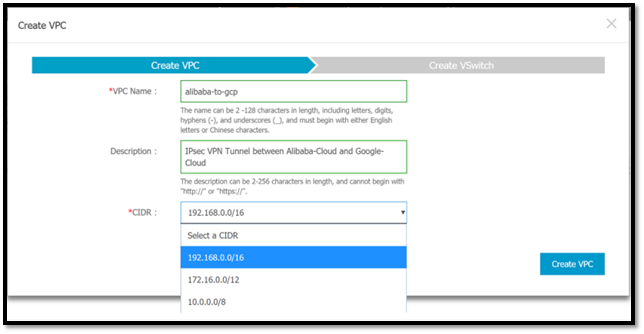 Create VPC
Create VPC
Create VSwitch
*VPC Name :
alibaba-to-gcp
The name can be 2 -128 characters in length, including letters, digits,
hyphens (-), and underscores (_), and must begin with either English
letters or Chinese characters.
Description :
IPsec VPN Tunnel between Alibaba-Cloud and Google-
Cloud
The description can be 2-256 characters in length, and cannot begin with
"http://" or "https://".
*CIDR :
192.168.0.0/16
Select a CIDR
192.168.0.0/16
172.16.0.0/12
10.0.0.0/8
Create VPC